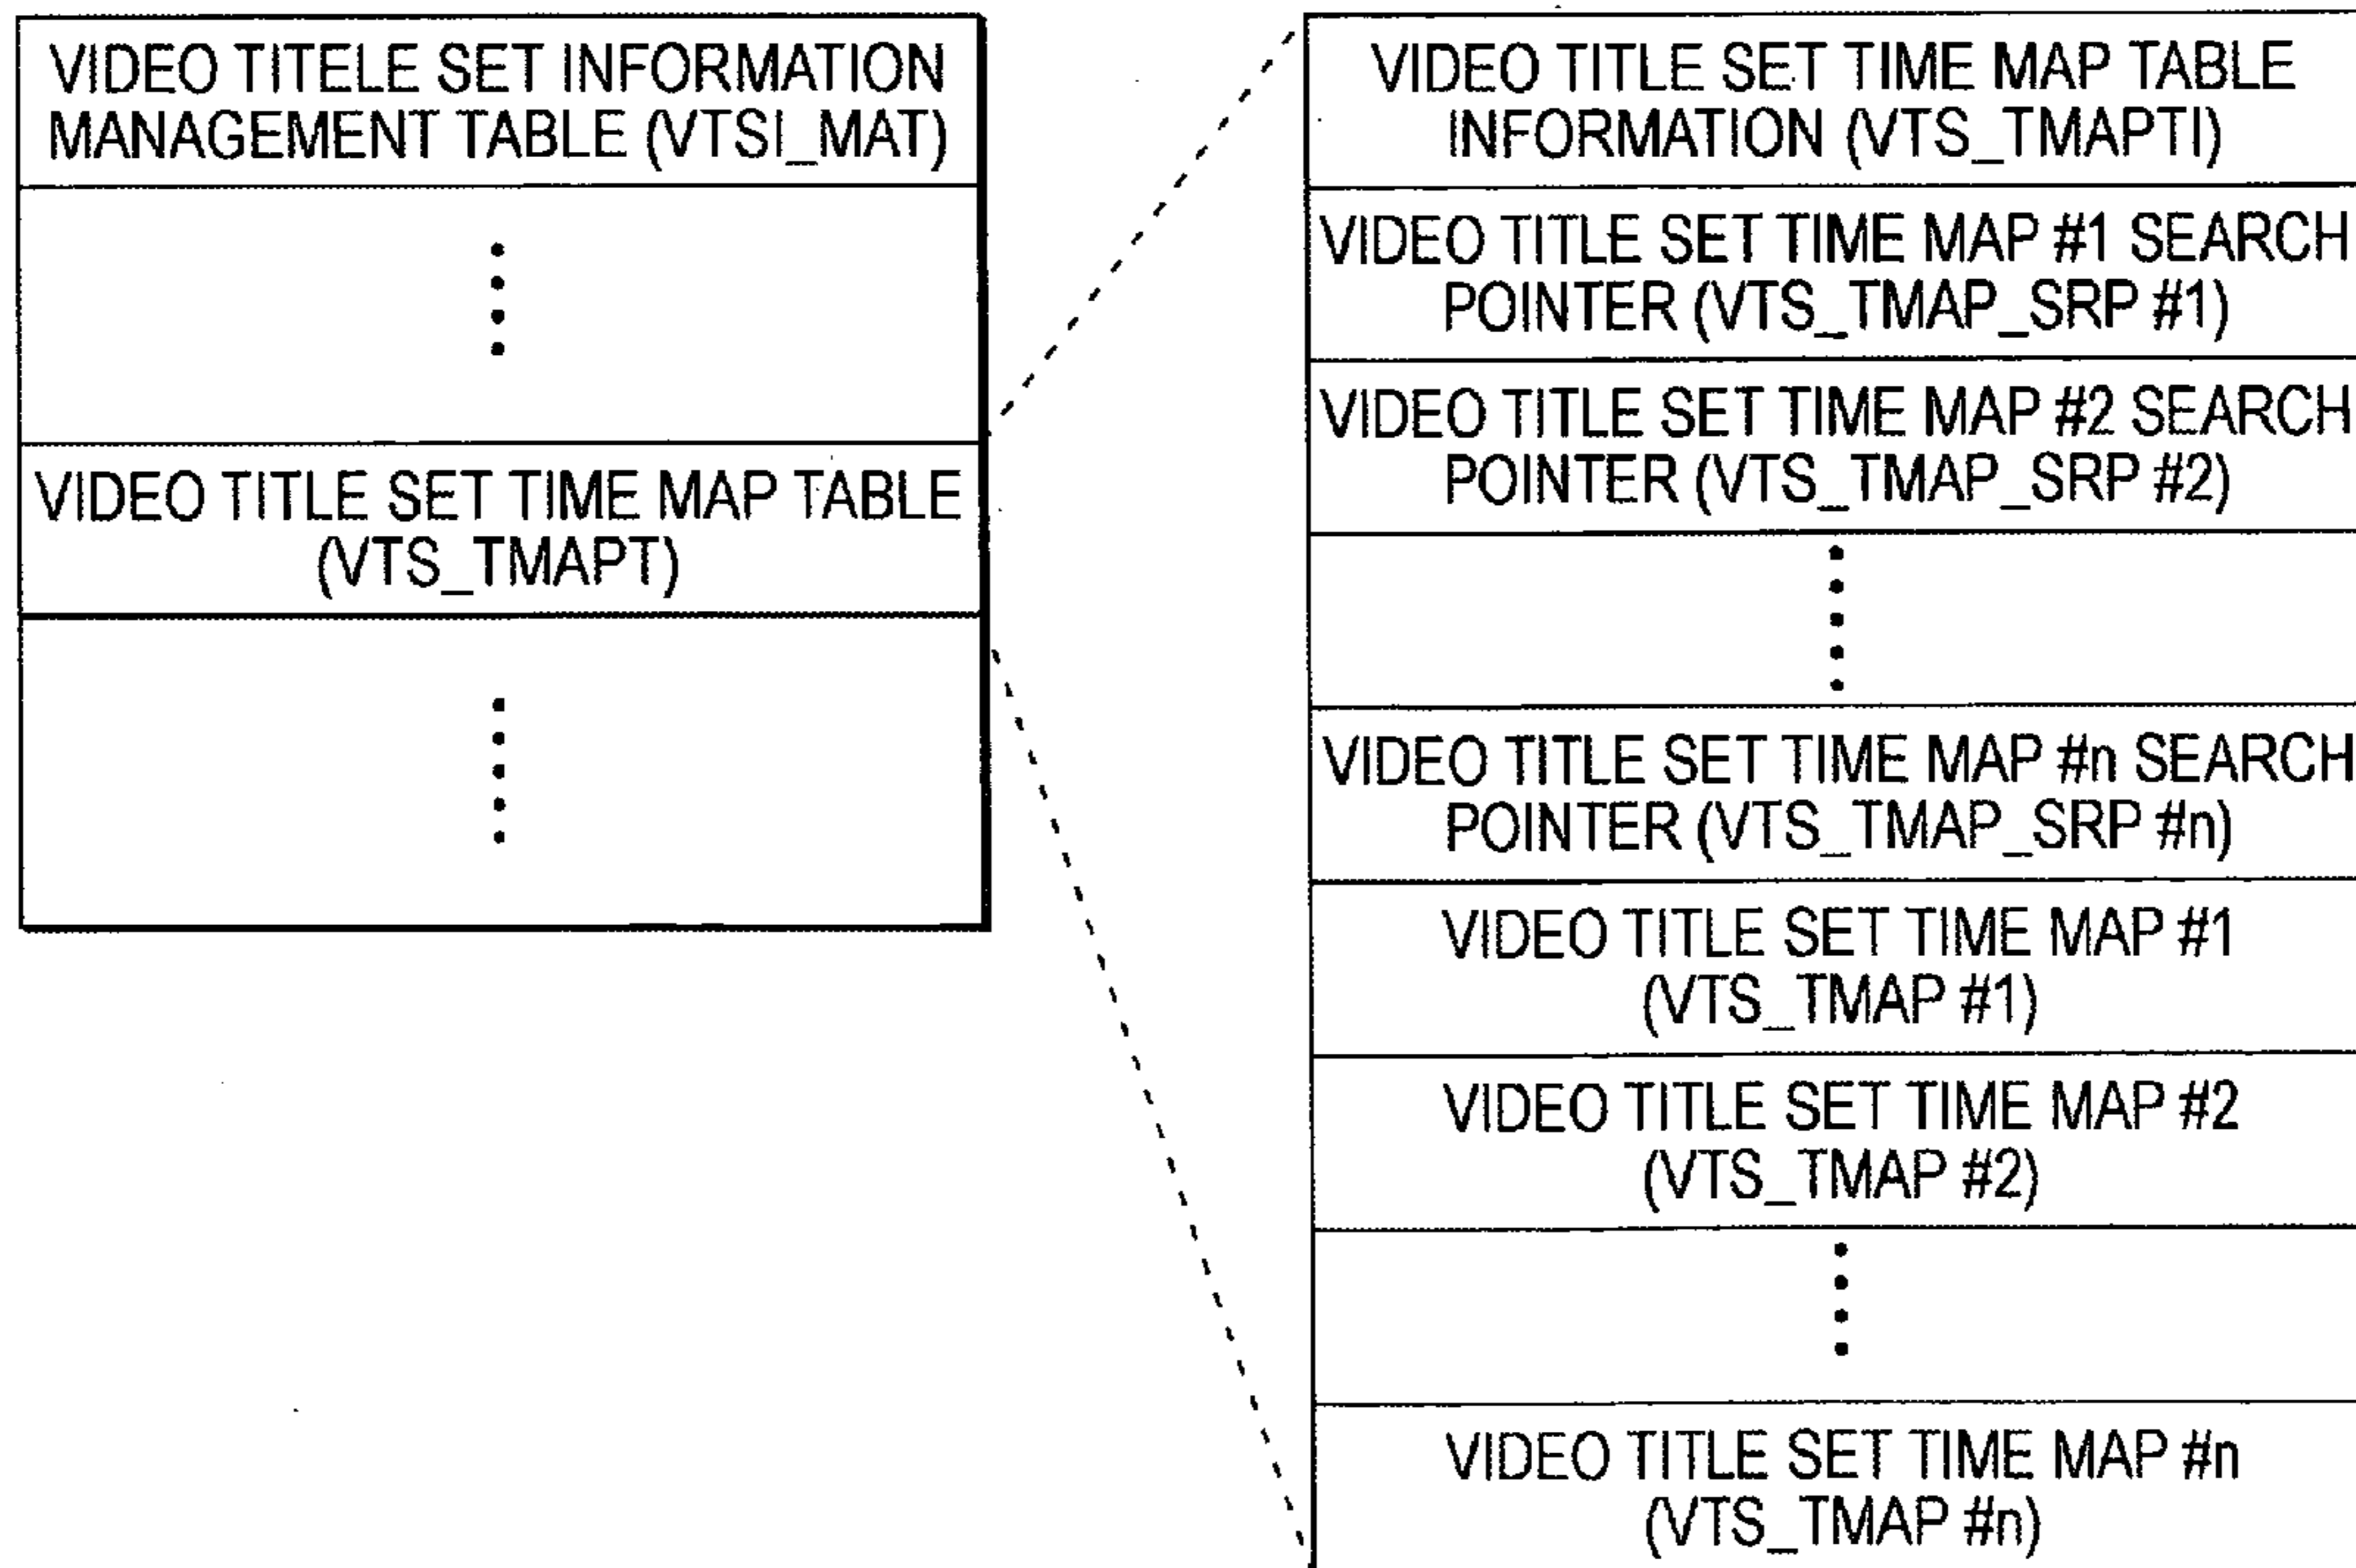 VIDEO TITELE SET INFORMATION
MANAGEMENT TABLE (VTSI_MAT)
VIDEO TITLE SET TIME MAP TABLE
(VTS_TMAPT)
VIDEO TITLE SET TIME MAP TABLE
INFORMATION (VTS_TMAPTI)
VIDEO TITLE SET TIME MAP #1 SEARCH
POINTER (VTS_TMAP_SRP #1)
VIDEO TITLE SET TIME MAP #2 SEARCH
POINTER (VTS_TMAP_SRP #2)
VIDEO TITLE SET TIME MAP #n SEARCH
POINTER (VTS_TMAP_SRP #n)
VIDEO TITLE SET TIME MAP #1
(VTS_TMAP #1)
VIDEO TITLE SET TIME MAP #2
(VTS_TMAP #2)
VIDEO TITLE SET TIME MAP #n
(VTS_TMAP #n)